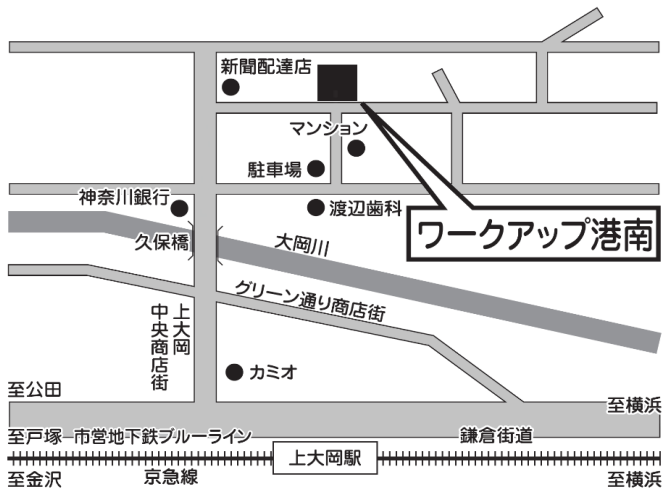 新聞配達店
マンション
駐車場
神奈川銀行
渡辺歯科
ワークアップ港南
久保橋
大岡川
グリーン通り商店街
上大岡
中央商店街
カミオ
至公田
至横浜
至戸塚
市営地下鉄ブルーライン
鎌倉街道
上大岡駅
至金沢
京急線
至横浜